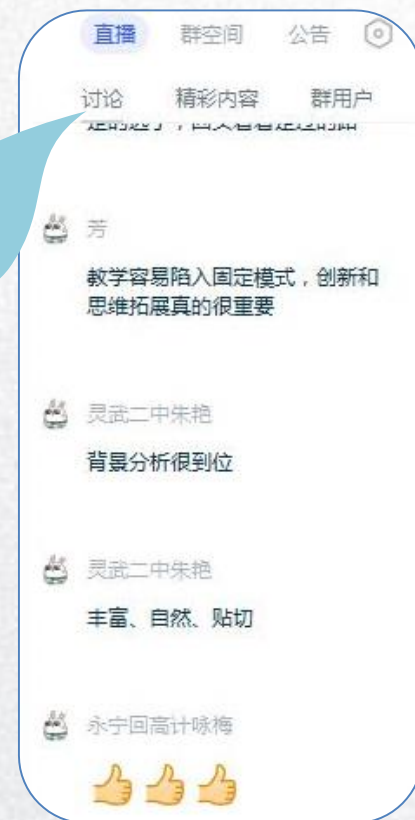 直播 群空间 公告
讨论 精彩内容 群用户
芳
教学容易陷入固定模式，创新和
思维拓展真的很重要
灵武二中朱艳
背景分析很到位
灵武二中朱艳
丰富、自然、贴切
永宁回高计咏梅